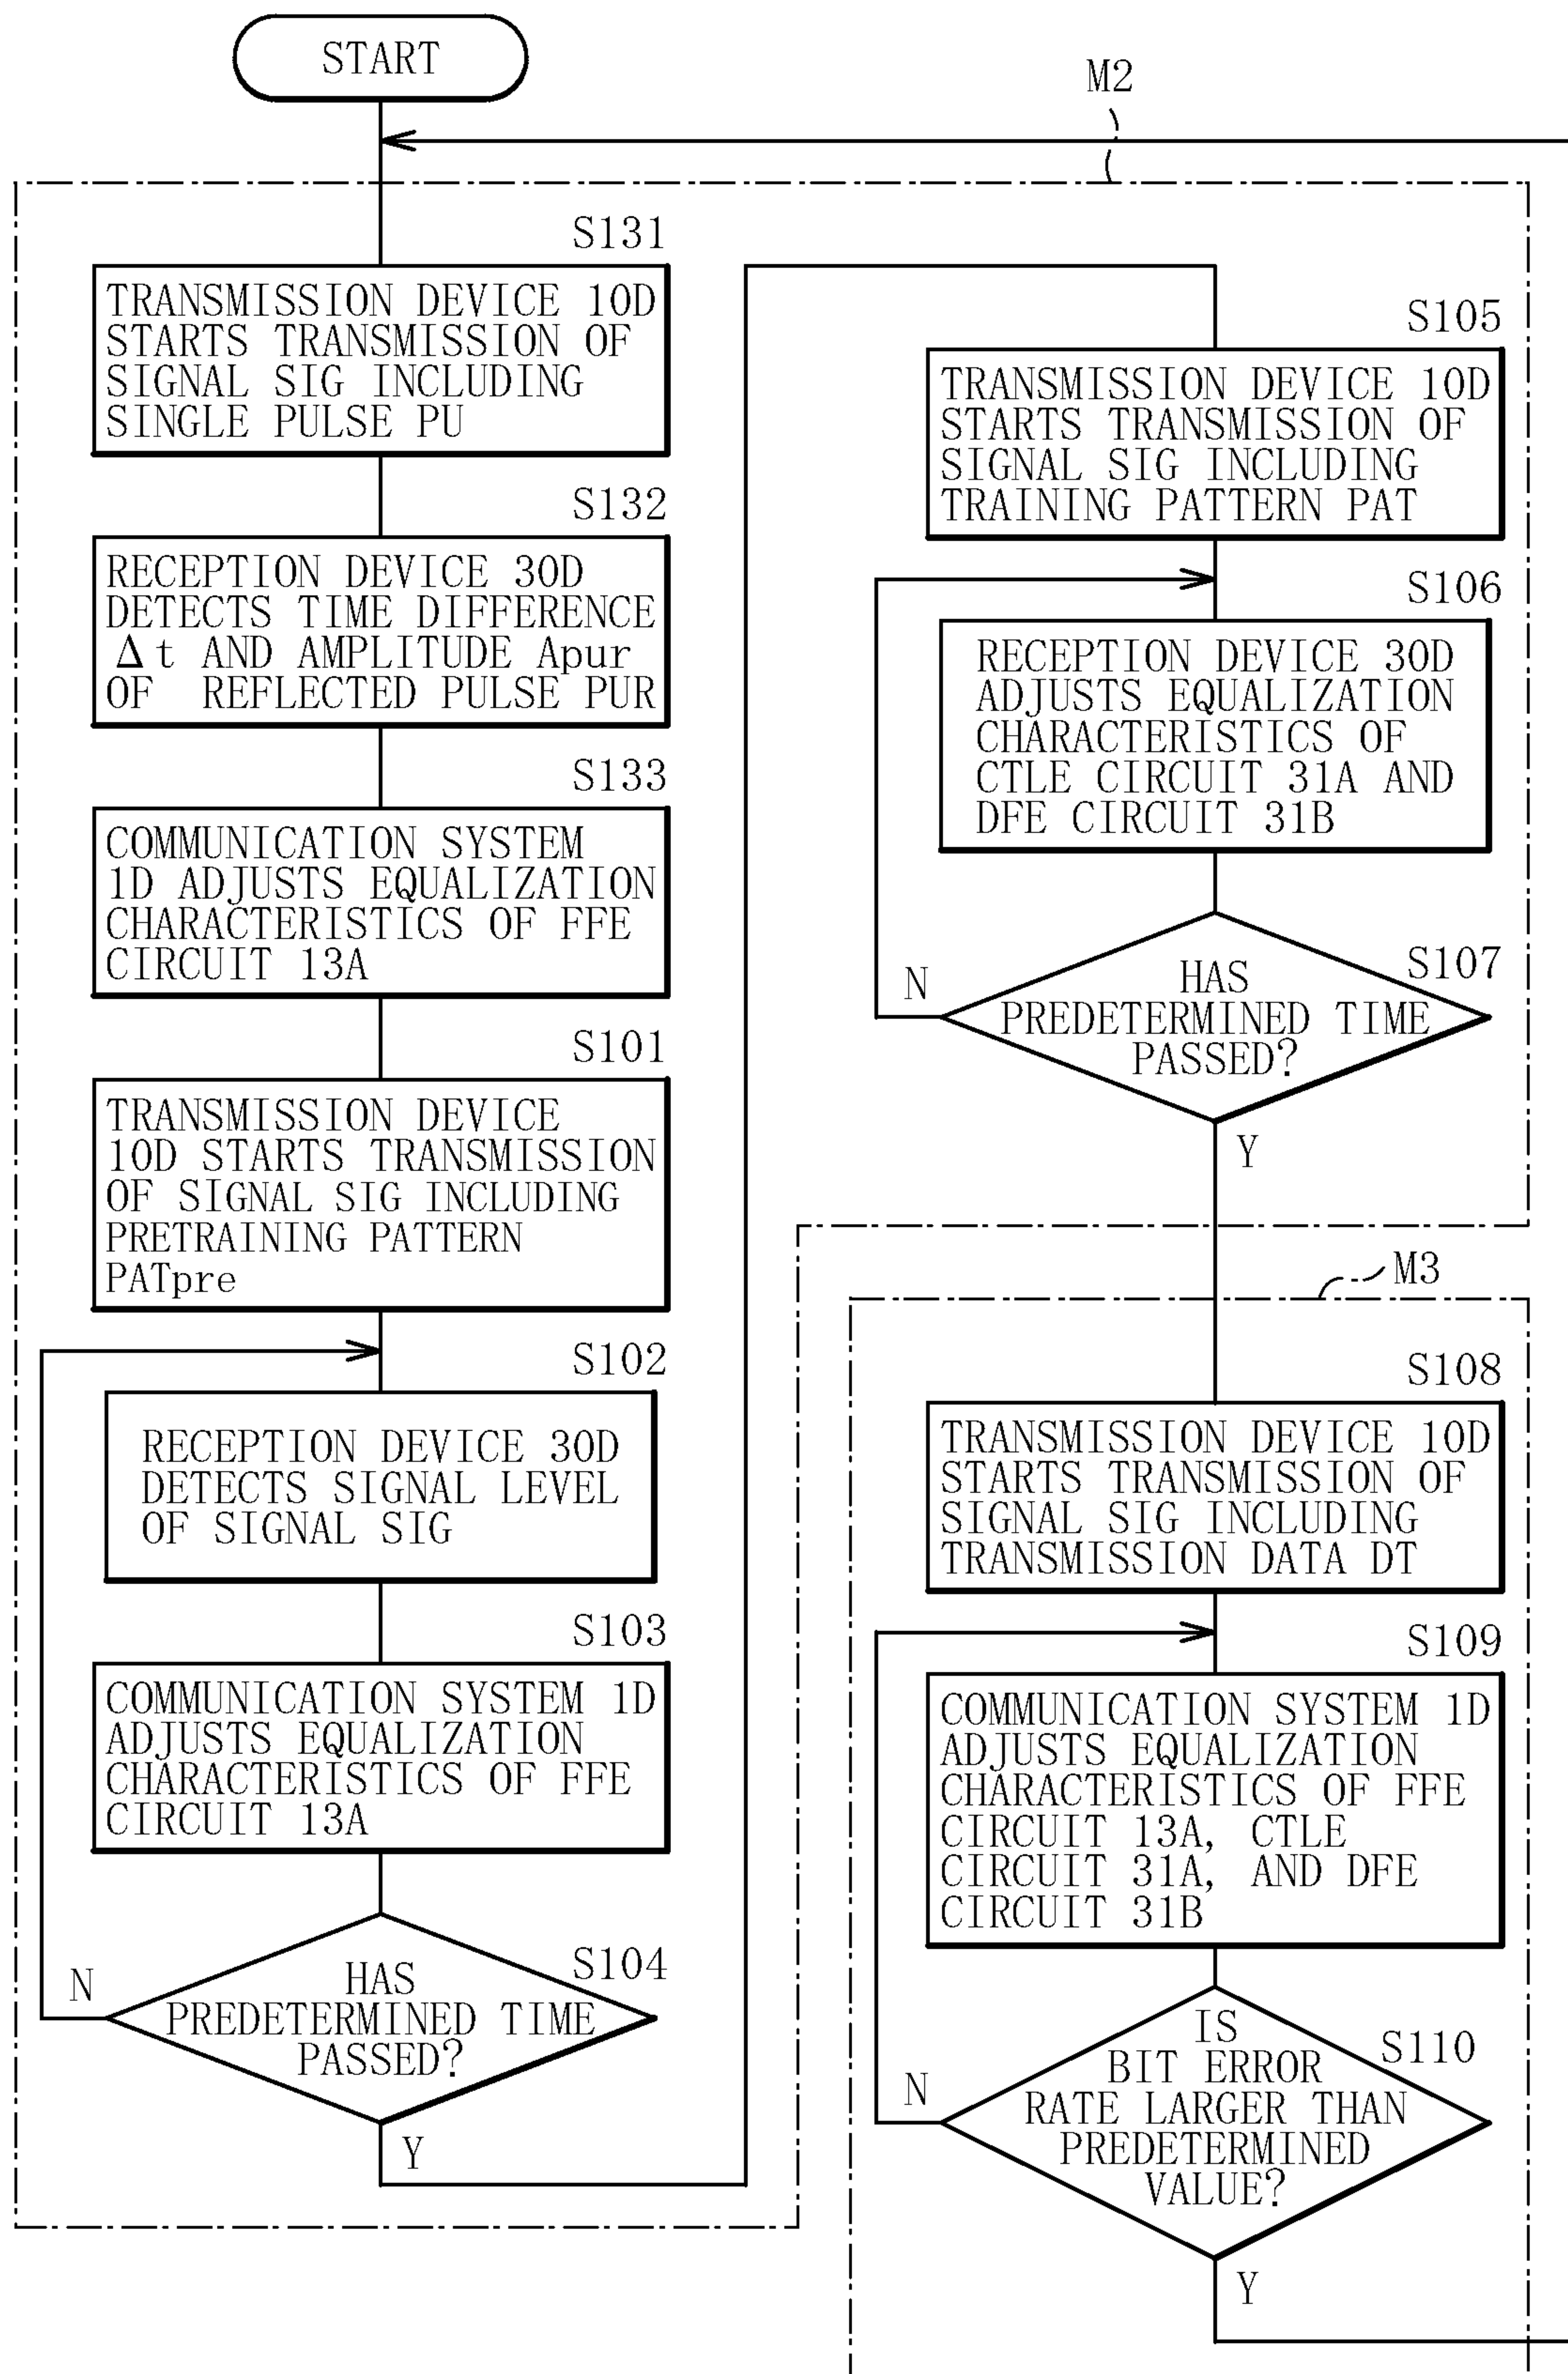 START
M2
S131
TRANSMISSION DEVICE 10D
STARTS TRANSMISSION OF
SIGNAL SIG INCLUDING
SINGLE PULSE PU
S132
RECEPTION DEVICE 30D
DETECTS TIME DIFFERENCE
Δt AND AMPLITUDE Apur
OF REFLECTED PULSE PUR
S133
COMMUNICATION SYSTEM
1D ADJUSTS EQUALIZATION
CHARACTERISTICS OF FFE
CIRCUIT 13A
S101
TRANSMISSION DEVICE
10D STARTS TRANSMISSION
OF SIGNAL SIG INCLUDING
PRETRAINING PATTERN
PATpre
S102
RECEPTION DEVICE 30D
DETECTS SIGNAL LEVEL
OF SIGNAL SIG
S103
COMMUNICATION SYSTEM 1D
ADJUSTS EQUALIZATION
CHARACTERISTICS OF FFE
CIRCUIT 13A
S104
N
HAS
PREDETERMINED TIME
PASSED?
Y
S105
TRANSMISSION DEVICE 10D
STARTS TRANSMISSION OF
SIGNAL SIG INCLUDING
TRAINING PATTERN PAT
S106
RECEPTION DEVICE 30D
ADJUSTS EQUALIZATION
CHARACTERISTICS OF
CTLE CIRCUIT 31A AND
DFE CIRCUIT 31B
S107
N
HAS
PREDETERMINED TIME
PASSED?
Y
M3
S108
TRANSMISSION DEVICE 10D
STARTS TRANSMISSION OF
SIGNAL SIG INCLUDING
TRANSMISSION DATA DT
S109
COMMUNICATION SYSTEM 1D
ADJUSTS EQUALIZATION
CHARACTERISTICS OF FFE
CIRCUIT 13A, CTLE
CIRCUIT 31A, AND DFE
CIRCUIT 31B
S110
N
IS
BIT ERROR
RATE LARGER THAN
PREDETERMINED
VALUE?
Y